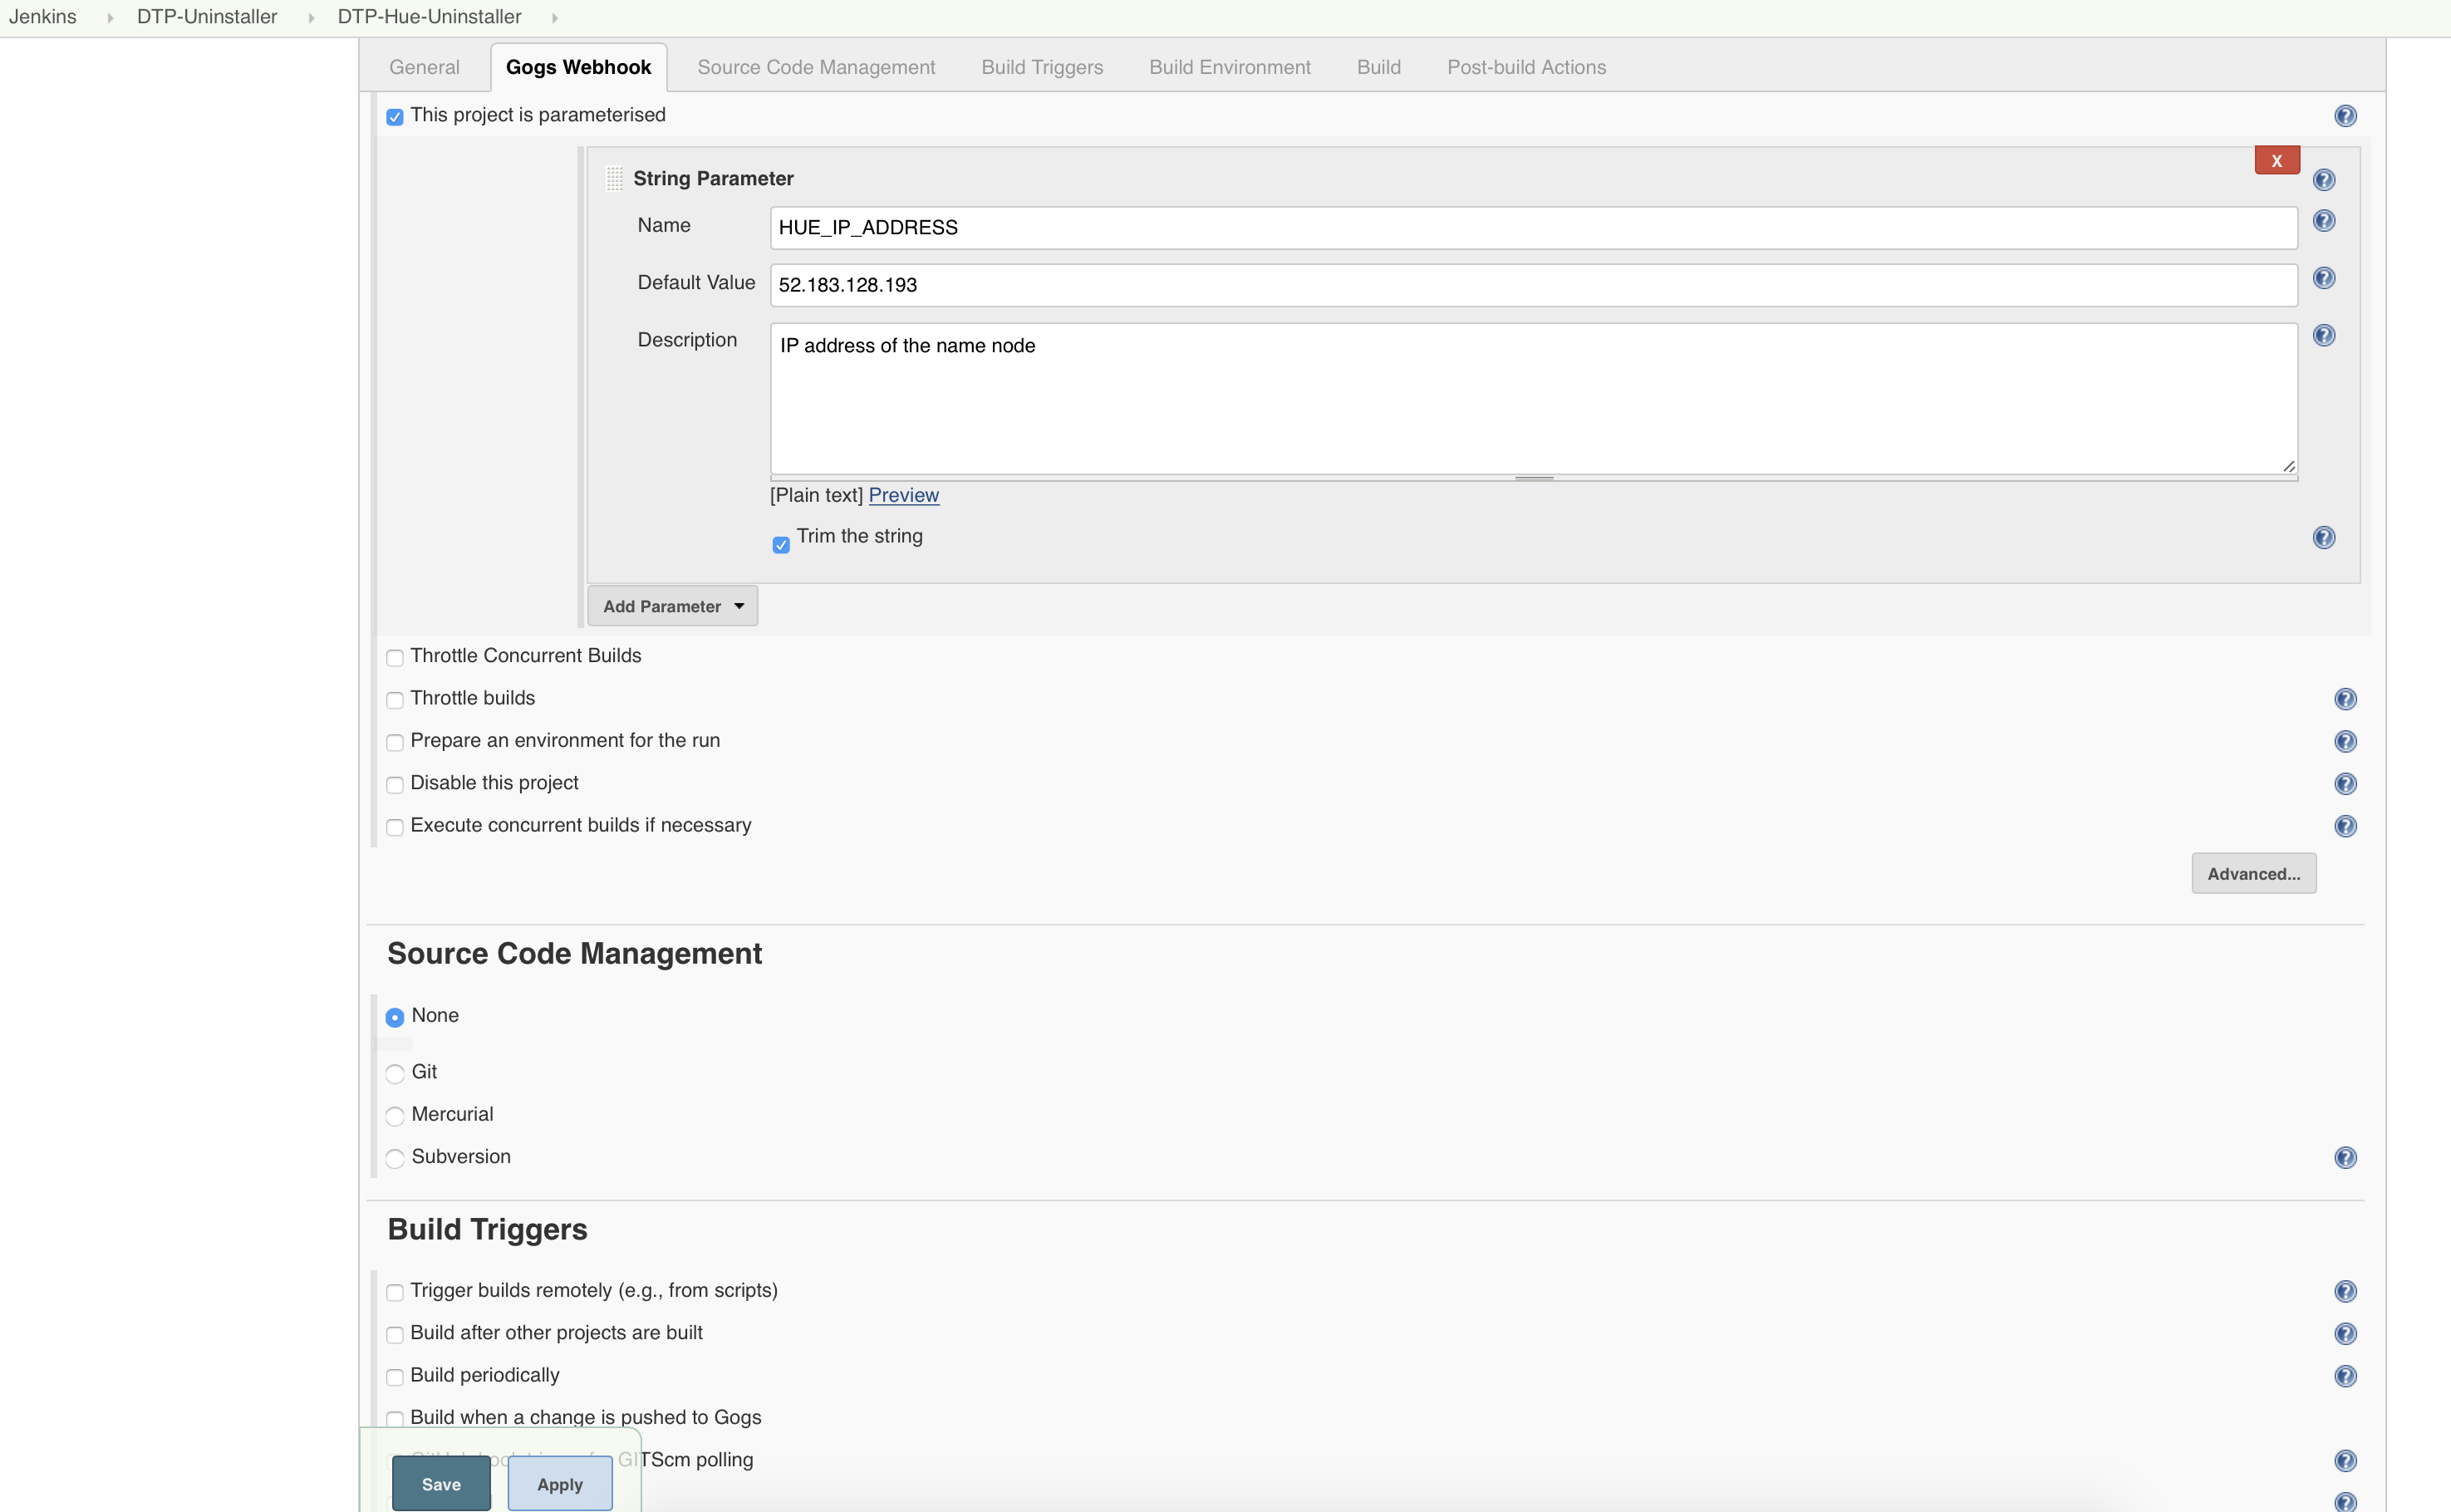 Jenkins DTP-Uninstaller DTP-Hue-Uninstaller
General Gogs Webhook Source Code Management Build Triggers Build Environment Build Post-build Actions
This project is parameterised
X
String Parameter
Name HUE_IP_ADDRESS
Default Value 52.183.128.193
Description IP address of the name node
[Plain text] Preview
Trim the string
Add Parameter
Throttle Concurrent Builds
Throttle builds
Prepare an environment for the run
Disable this project
Execute concurrent builds if necessary
Advanced...
Source Code Management
None
Git
Mercurial
Subversion
Build Triggers
Trigger builds remotely (e.g., from scripts)
Build after other projects are built
Build periodically
Build when a change is pushed to Gogs
GITScm polling
Save Apply